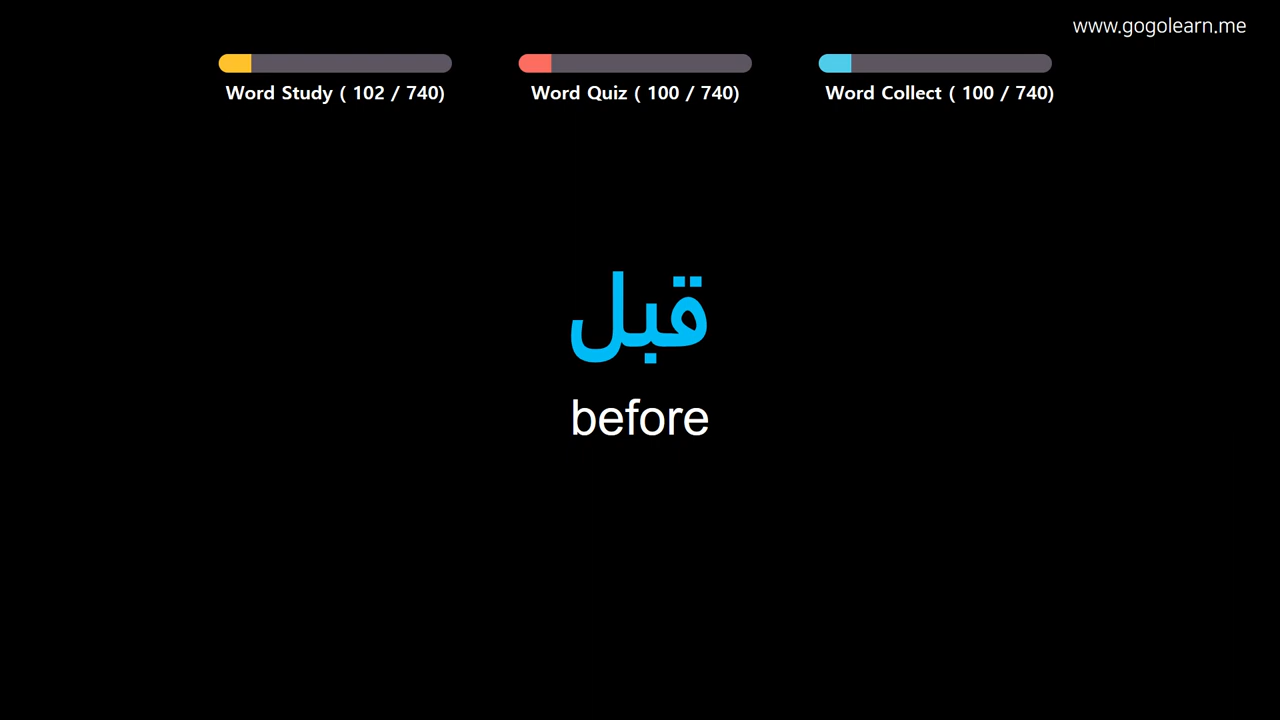 www.gogolearn.me
Word Study ( 102 / 740)
Word Quiz ( 100 / 740)
Word Collect ( 100 / 740)
قبل
before